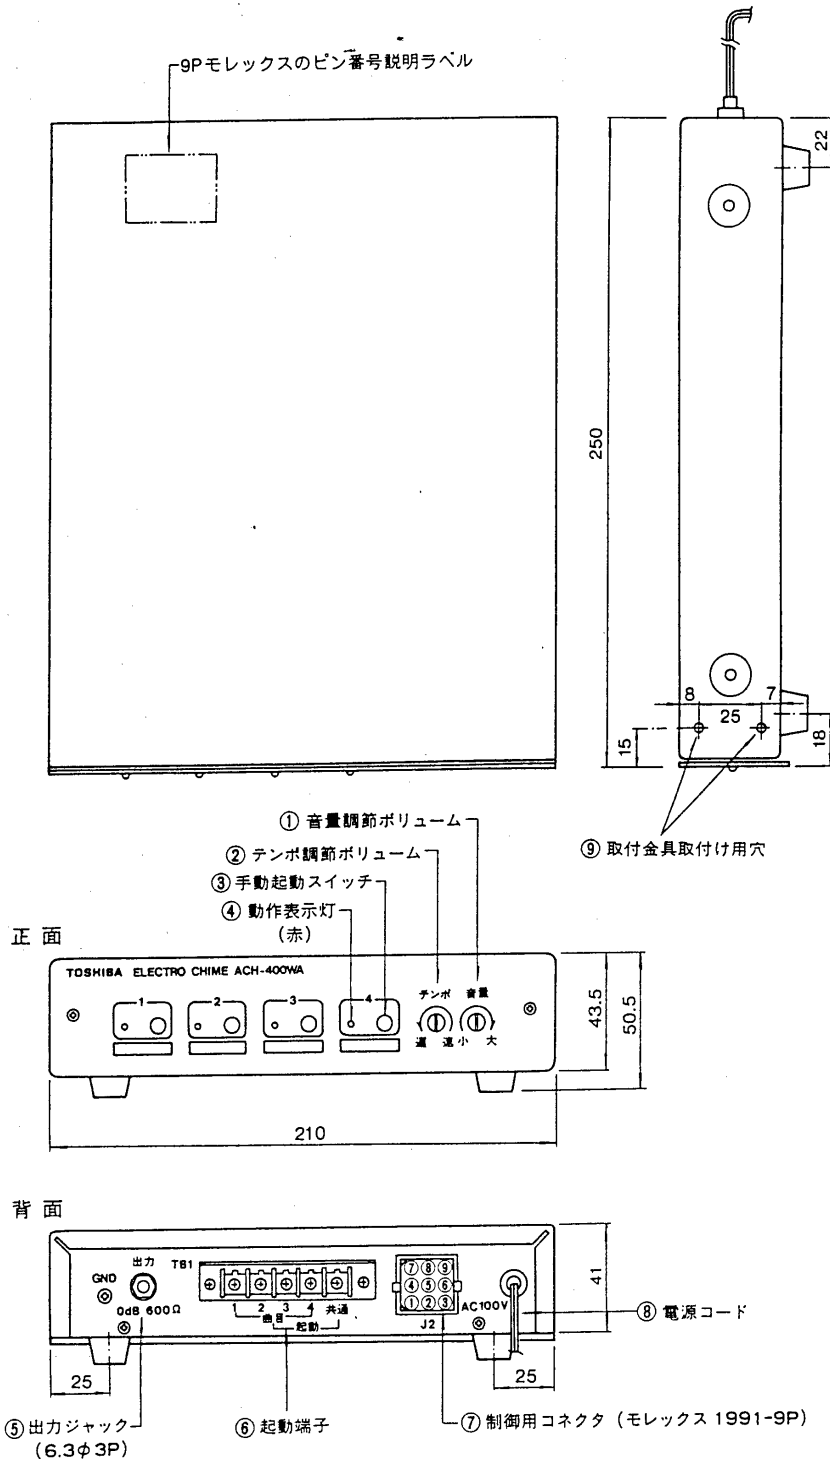 9Pモレックスのピン番号説明ラベル
22
250
8
7
25
15
18
① 音量調節ボリューム
② テンポ調節ボリューム
③ 手動起動スイッチ
④ 動作表示灯
(赤)
⑨ 取付金具取付け用穴
正面
TOSHIBA ELECTRO CHIME ACH-400WA
1
2
3
4
テンポ
音量
遅
速
小
大
43.5
50.5
210
背面
GND
出力
0dB 600Ω
TB1
1 2 3 4 共通
曲目
起動
⑦⑧⑨
④⑤⑥
①②③
J2
AC100V
41
⑧ 電源コード
25
25
⑤ 出力ジャック
(6.3φ3P)
⑥ 起動端子
⑦ 制御用コネクタ (モレックス 1991-9P)